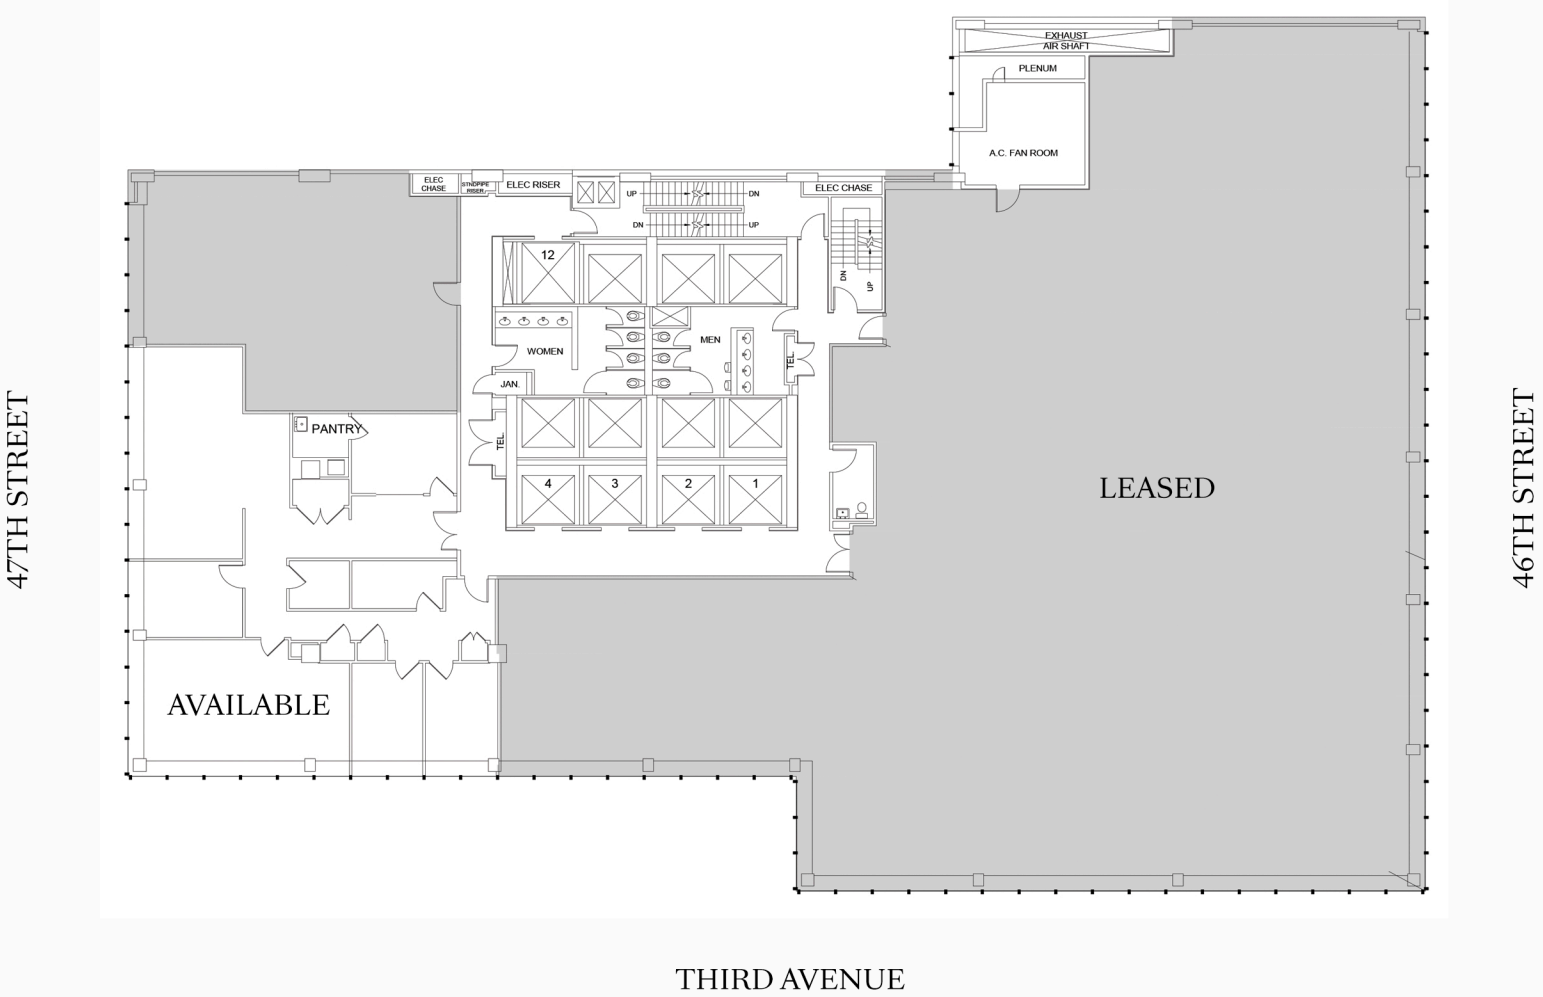 EXHAUST
AIR SHAFT
PLENUM
A.C. FAN ROOM
ELEC
CHASE
STNDPIPE
RISER
ELEC RISER
UP
DN
DN
UP
ELEC CHASE
12
DN
UP
WOMEN
MEN
TEL.
JAN.
PANTRY
TEL.
4
3
2
1
LEASED
AVAILABLE
47TH STREET
46TH STREET
THIRD AVENUE